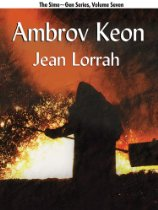 The Sime~Gen Series, Volume Seven
Ambrov Keon
Jean Lorrah